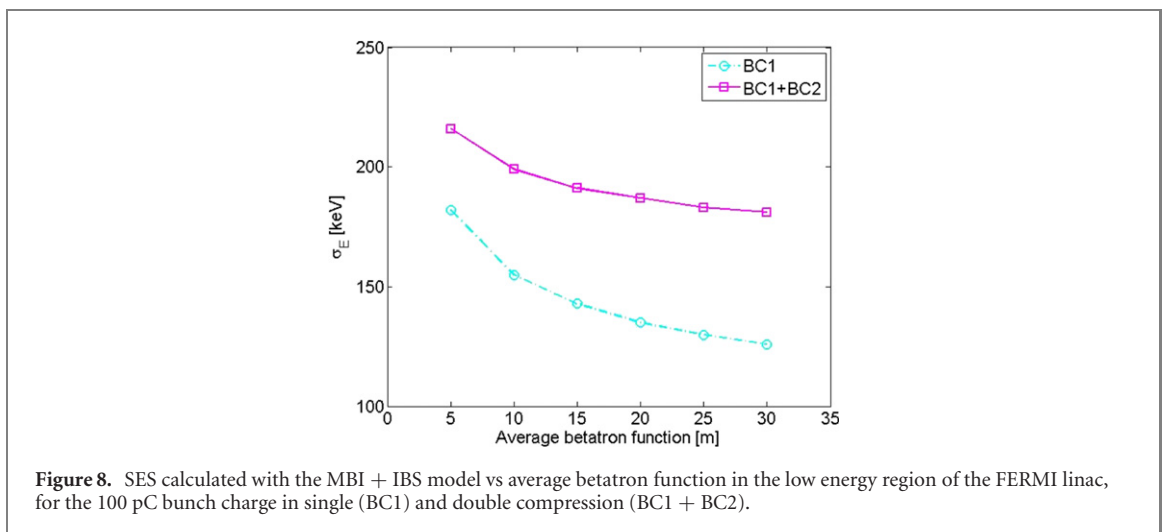 250
BC1
BC1+BC2
200
σE [keV]
150
100
0 5 10 15 20 25 30 35
Average betatron function [m]
Figure 8. SES calculated with the MBI + IBS model vs average betatron function in the low energy region of the FERMI linac,
for the 100 pC bunch charge in single (BC1) and double compression (BC1 + BC2).